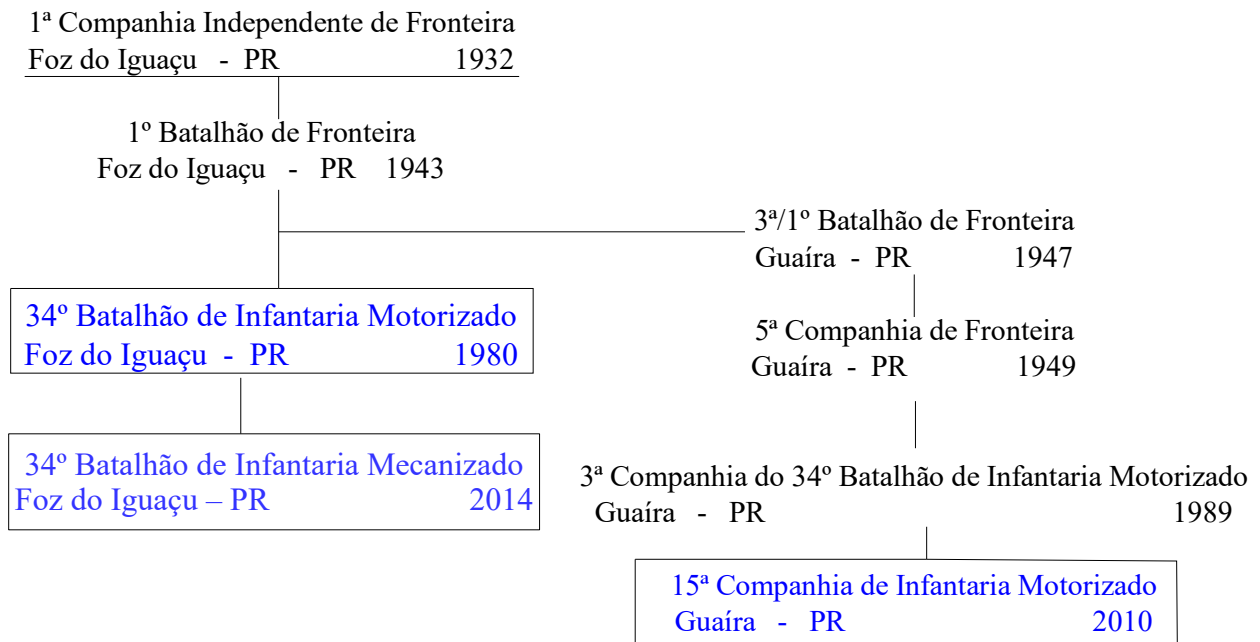 1ª Companhia Independente de Fronteira
Foz do Iguaçu - PR 1932
1º Batalhão de Fronteira
Foz do Iguaçu - PR 1943
3ª/1º Batalhão de Fronteira
Guaíra - PR 1947
34º Batalhão de Infantaria Motorizado
Foz do Iguaçu - PR 1980
5ª Companhia de Fronteira
Guaíra - PR 1949
34º Batalhão de Infantaria Mecanizado
Foz do Iguaçu – PR 2014
3ª Companhia do 34º Batalhão de Infantaria Motorizado
Guaíra - PR 1989
15ª Companhia de Infantaria Motorizado
Guaíra - PR 2010